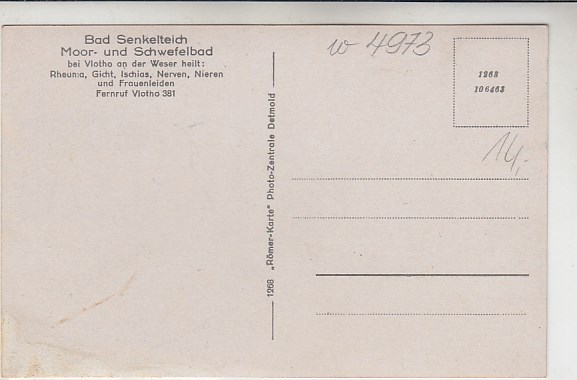 Bad Senkelteich
Moor- und Schwefelbad
bei Vlotho an der Weser heilt:
Rheuma, Gicht, Ischias, Nerven, Nieren
und Frauenleiden
Fernruf Vlotho 381
w 4973
1268
106463
14,-
1268 „Römer-Karte" Photo-Zentrale Detmold